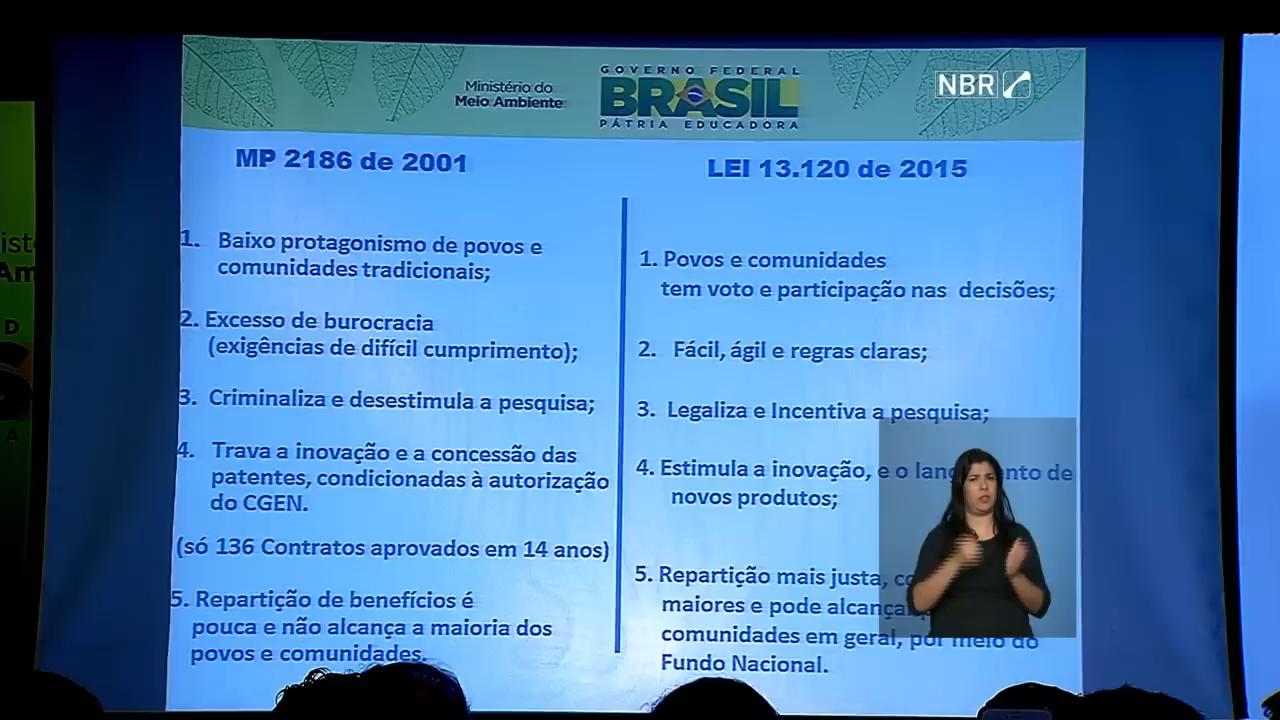 GOVERNO FEDERAL
Ministério do
Meio Ambiente
BRASIL
PÁTRIA EDUCADORA
NBR
MP 2186 de 2001
1. Baixo protagonismo de povos e
comunidades tradicionais;
2. Excesso de burocracia
(exigências de difícil cumprimento);
3. Criminaliza e desestimula a pesquisa;
4. Trava a inovação e a concessão das
patentes, condicionadas à autorização
do CGEN.
(só 136 Contratos aprovados em 14 anos)
5. Repartição de benefícios é
pouca e não alcança a maioria dos
povos e comunidades.
LEI 13.120 de 2015
1. Povos e comunidades
tem voto e participação nas decisões;
2. Fácil, ágil e regras claras;
3. Legaliza e Incentiva a pesquisa;
4. Estimula a inovação, e o de
novos produtos;
5. Repartição mais justa,
maiores e pode
comunidades em geral, por meio do
Fundo Nacional.